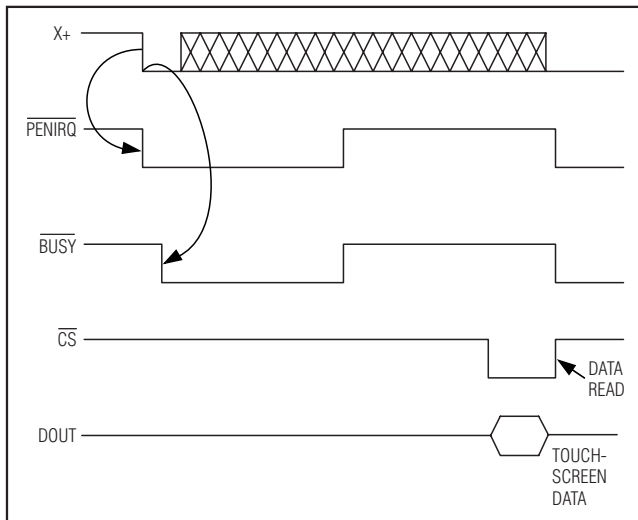 X+
PENIRQ
BUSY
CS
DATA
READ
DOUT
TOUCH-
SCREEN
DATA